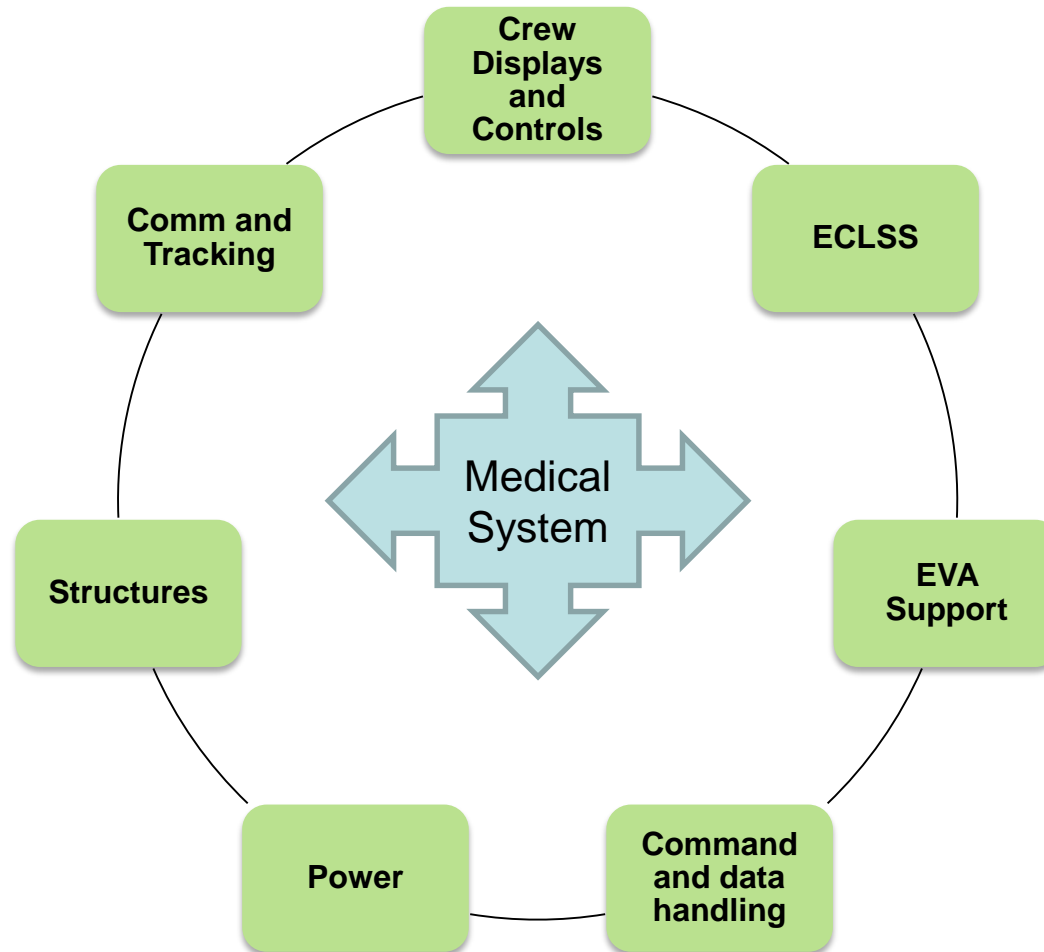 Crew
Displays
and
Controls
Comm and
Tracking
ECLSS
Medical
System
Structures
EVA
Support
Power
Command
and data
handling